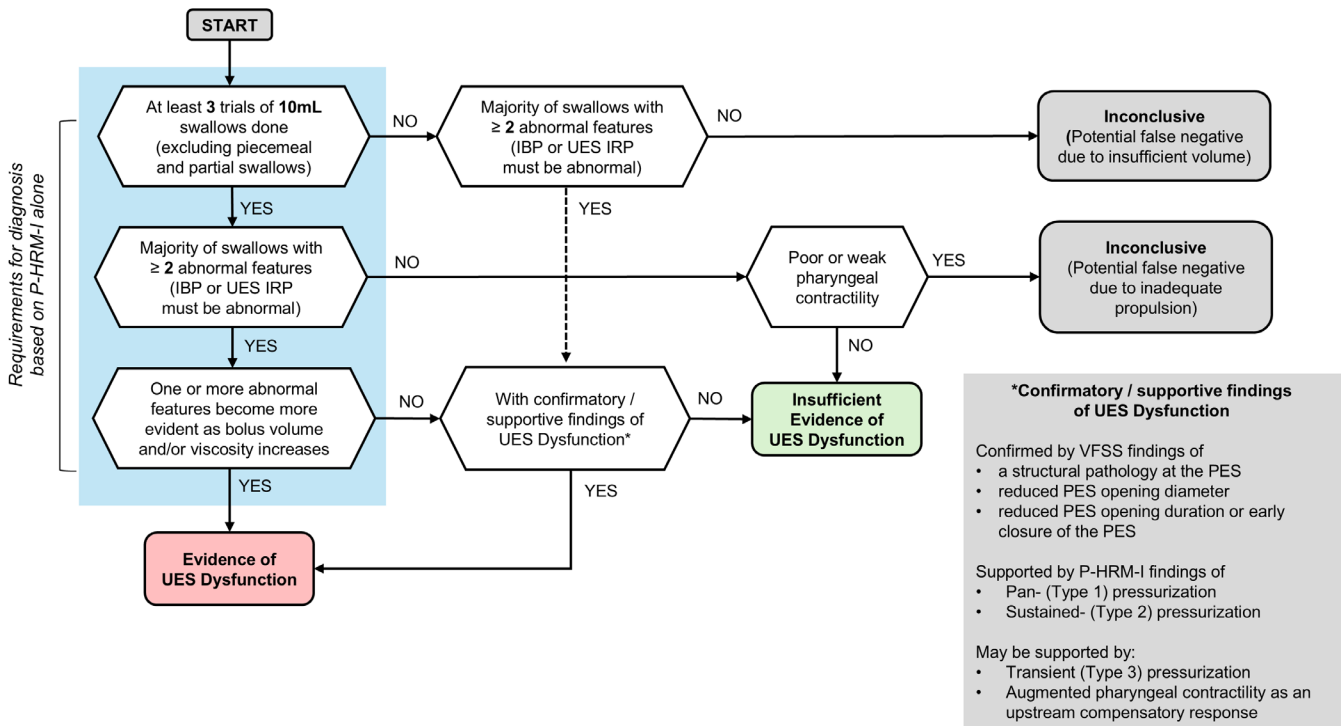 START
Requirements for diagnosis
based on P-HRM-I alone
At least 3 trials of 10mL
swallows done
(excluding piecemeal
and partial swallows)
NO
Majority of swallows with
≥ 2 abnormal features
(IBP or UES IRP
must be abnormal)
NO
Inconclusive
(Potential false negative
due to insufficient volume)
YES
YES
Majority of swallows with
≥ 2 abnormal features
(IBP or UES IRP
must be abnormal)
NO
Poor or weak
pharyngeal
contractility
YES
Inconclusive
(Potential false negative
due to inadequate
propulsion)
YES
NO
One or more abnormal
features become more
evident as bolus volume
and/or viscosity increases
NO
With confirmatory /
supportive findings of
UES Dysfunction*
NO
Insufficient
Evidence of
UES Dysfunction
YES
YES
Evidence of
UES Dysfunction
*Confirmatory / supportive findings
of UES Dysfunction
Confirmed by VFSS findings of
• a structural pathology at the PES
• reduced PES opening diameter
• reduced PES opening duration or early
closure of the PES
Supported by P-HRM-I findings of
• Pan- (Type 1) pressurization
• Sustained- (Type 2) pressurization
May be supported by:
• Transient (Type 3) pressurization
• Augmented pharyngeal contractility as an
upstream compensatory response